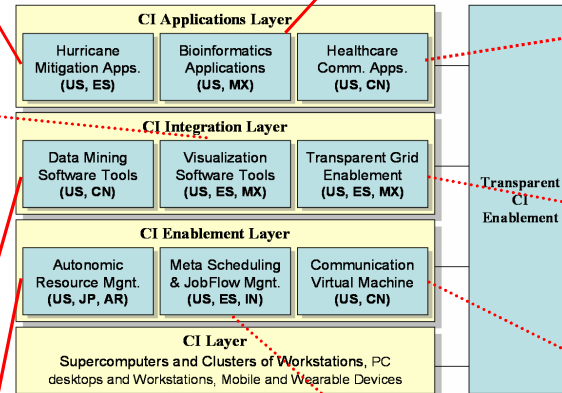 CI Applications Layer
Hurricane
Mitigation Apps.
(US, ES)
Bioinformatics
Applications
(US, MX)
Healthcare
Comm. Apps.
(US, CN)
CI Integration Layer
Data Mining
Software Tools
(US, CN)
Visualization
Software Tools
(US, ES, MX)
Transparent Grid
Enablement
(US, ES, MX)
CI Enablement Layer
Autonomic
Resource Mgnt.
(US, JP, AR)
Meta Scheduling
& JobFlow Mgnt.
(US, ES, IN)
Communication
Virtual Machine
(US, CN)
CI Layer
Supercomputers and Clusters of Workstations, PC
desktops and Workstations, Mobile and Wearable Devices
Transparent
CI
Enablement